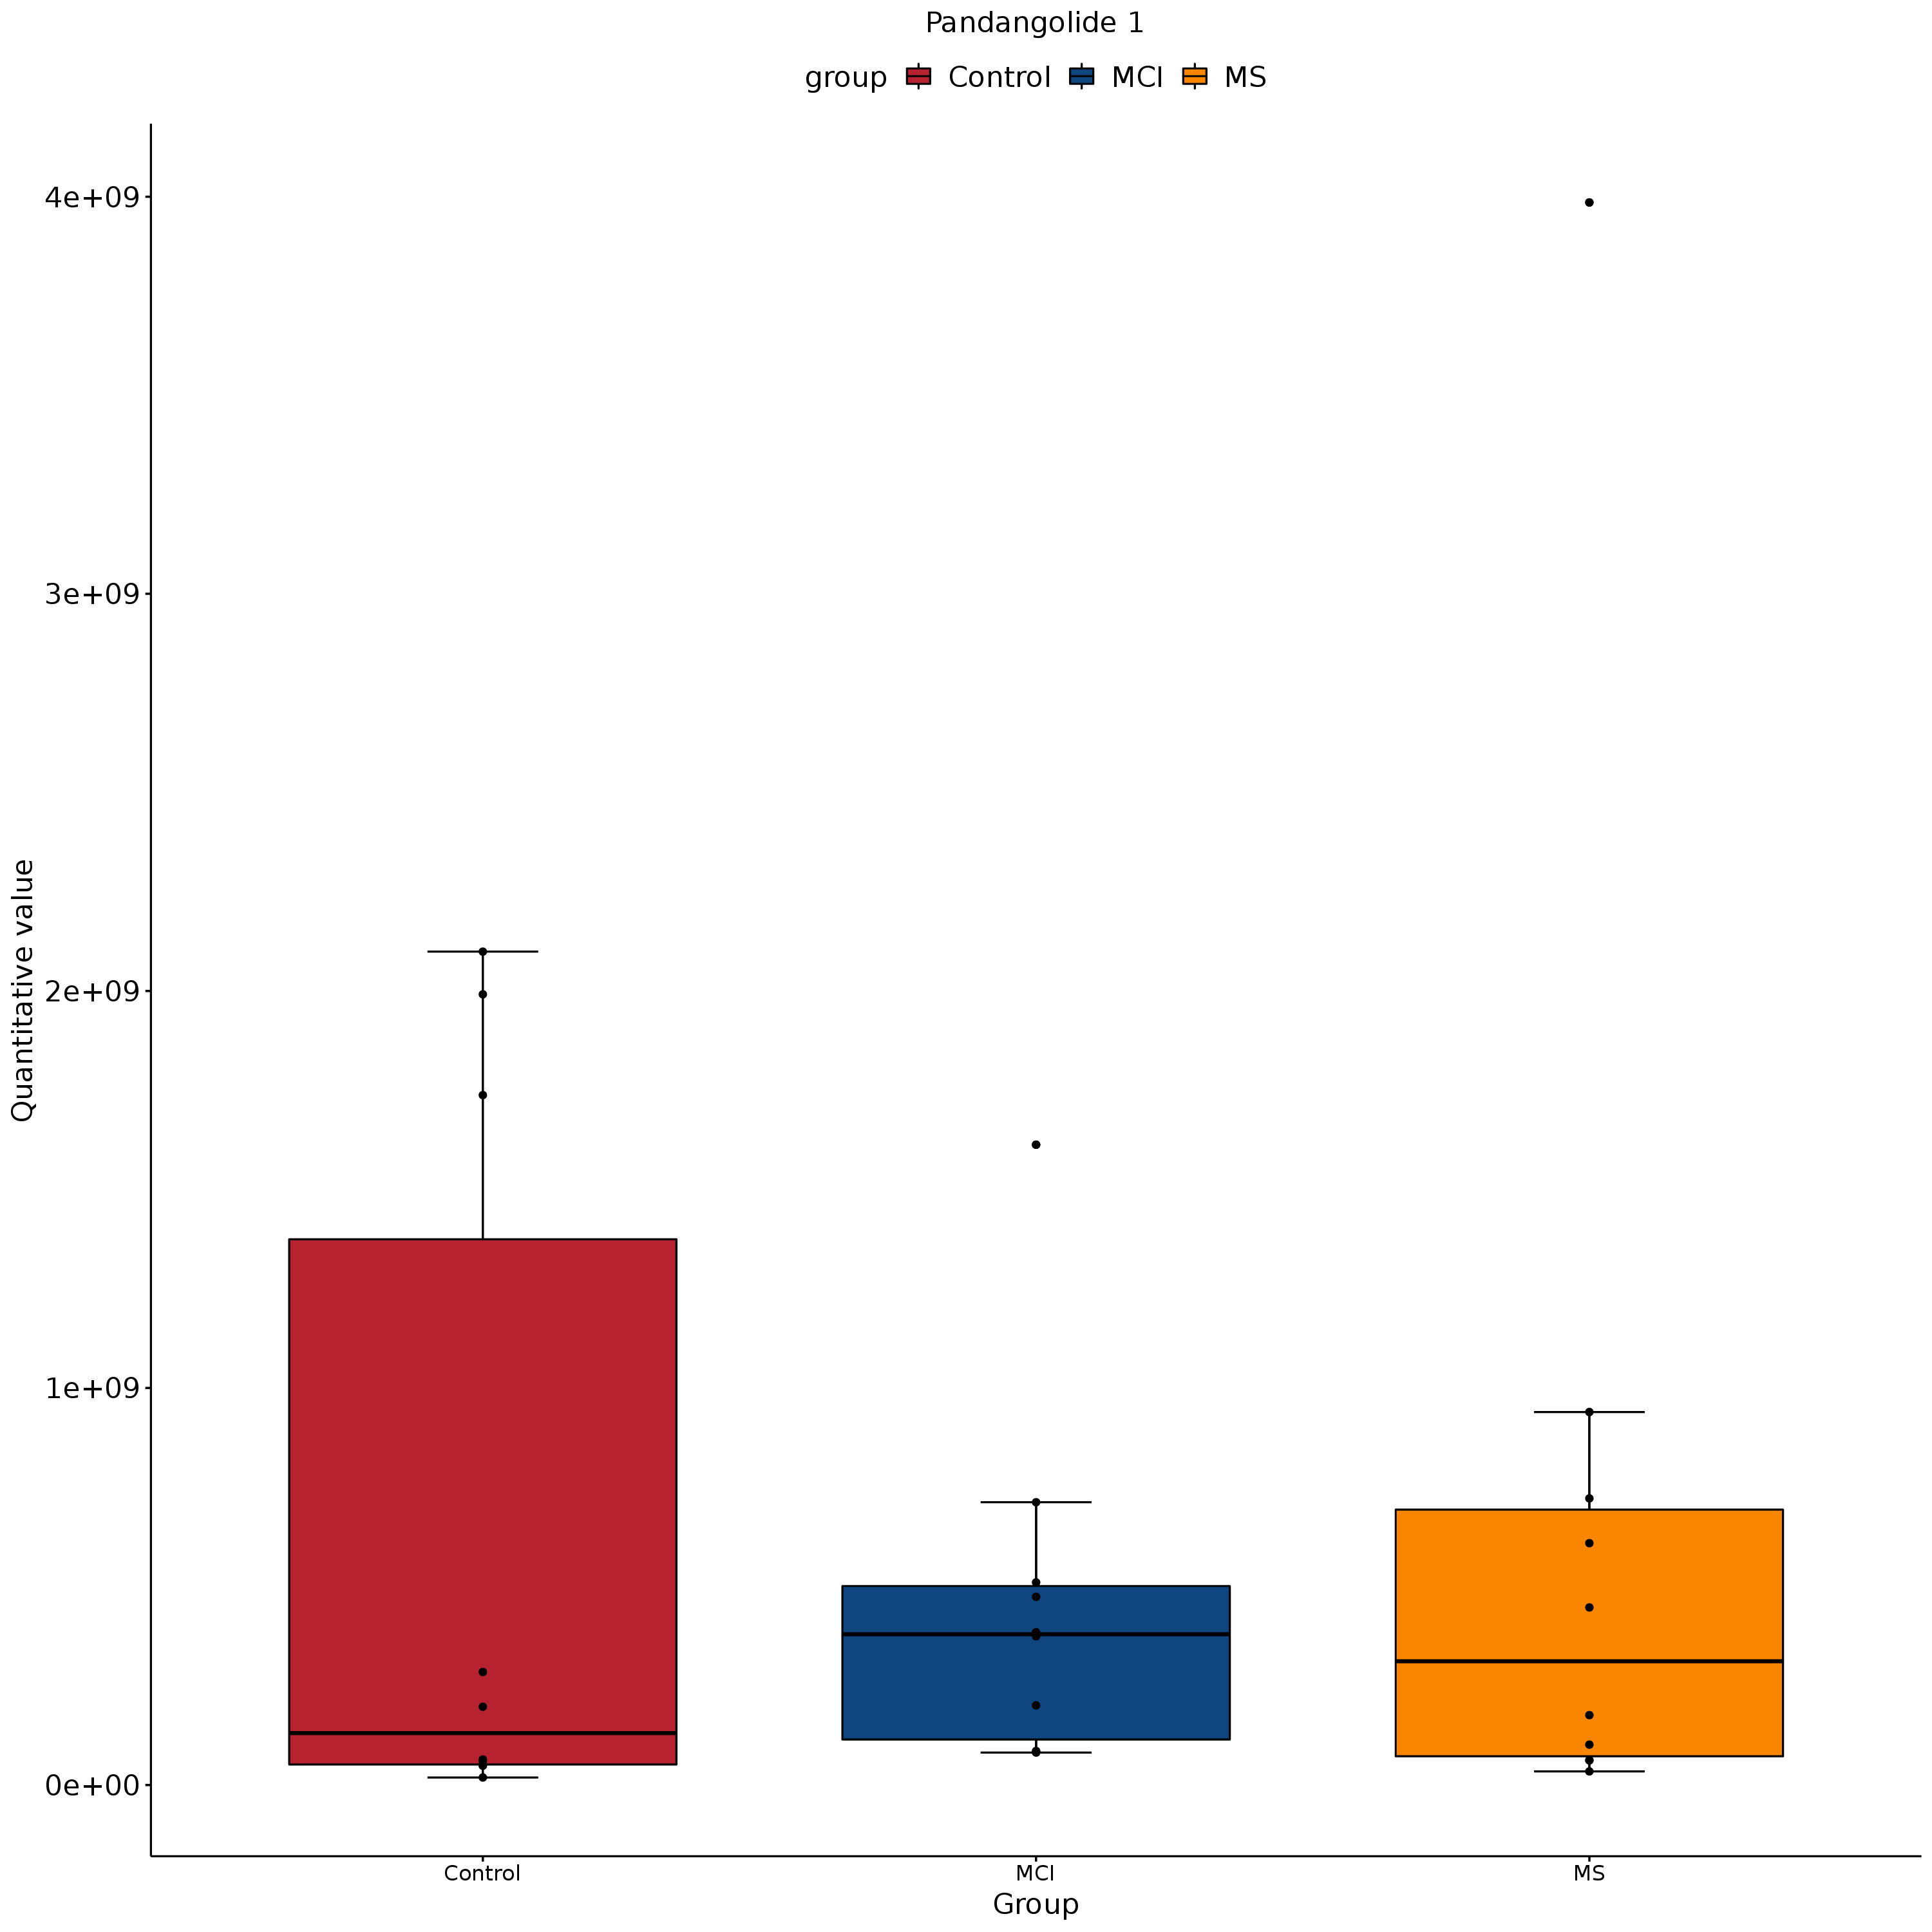 Pandangolide 1
group Control MCI MS
4e+09
3e+09
2e+09
1e+09
0e+00
Quantitative value
Control MCI MS
Group